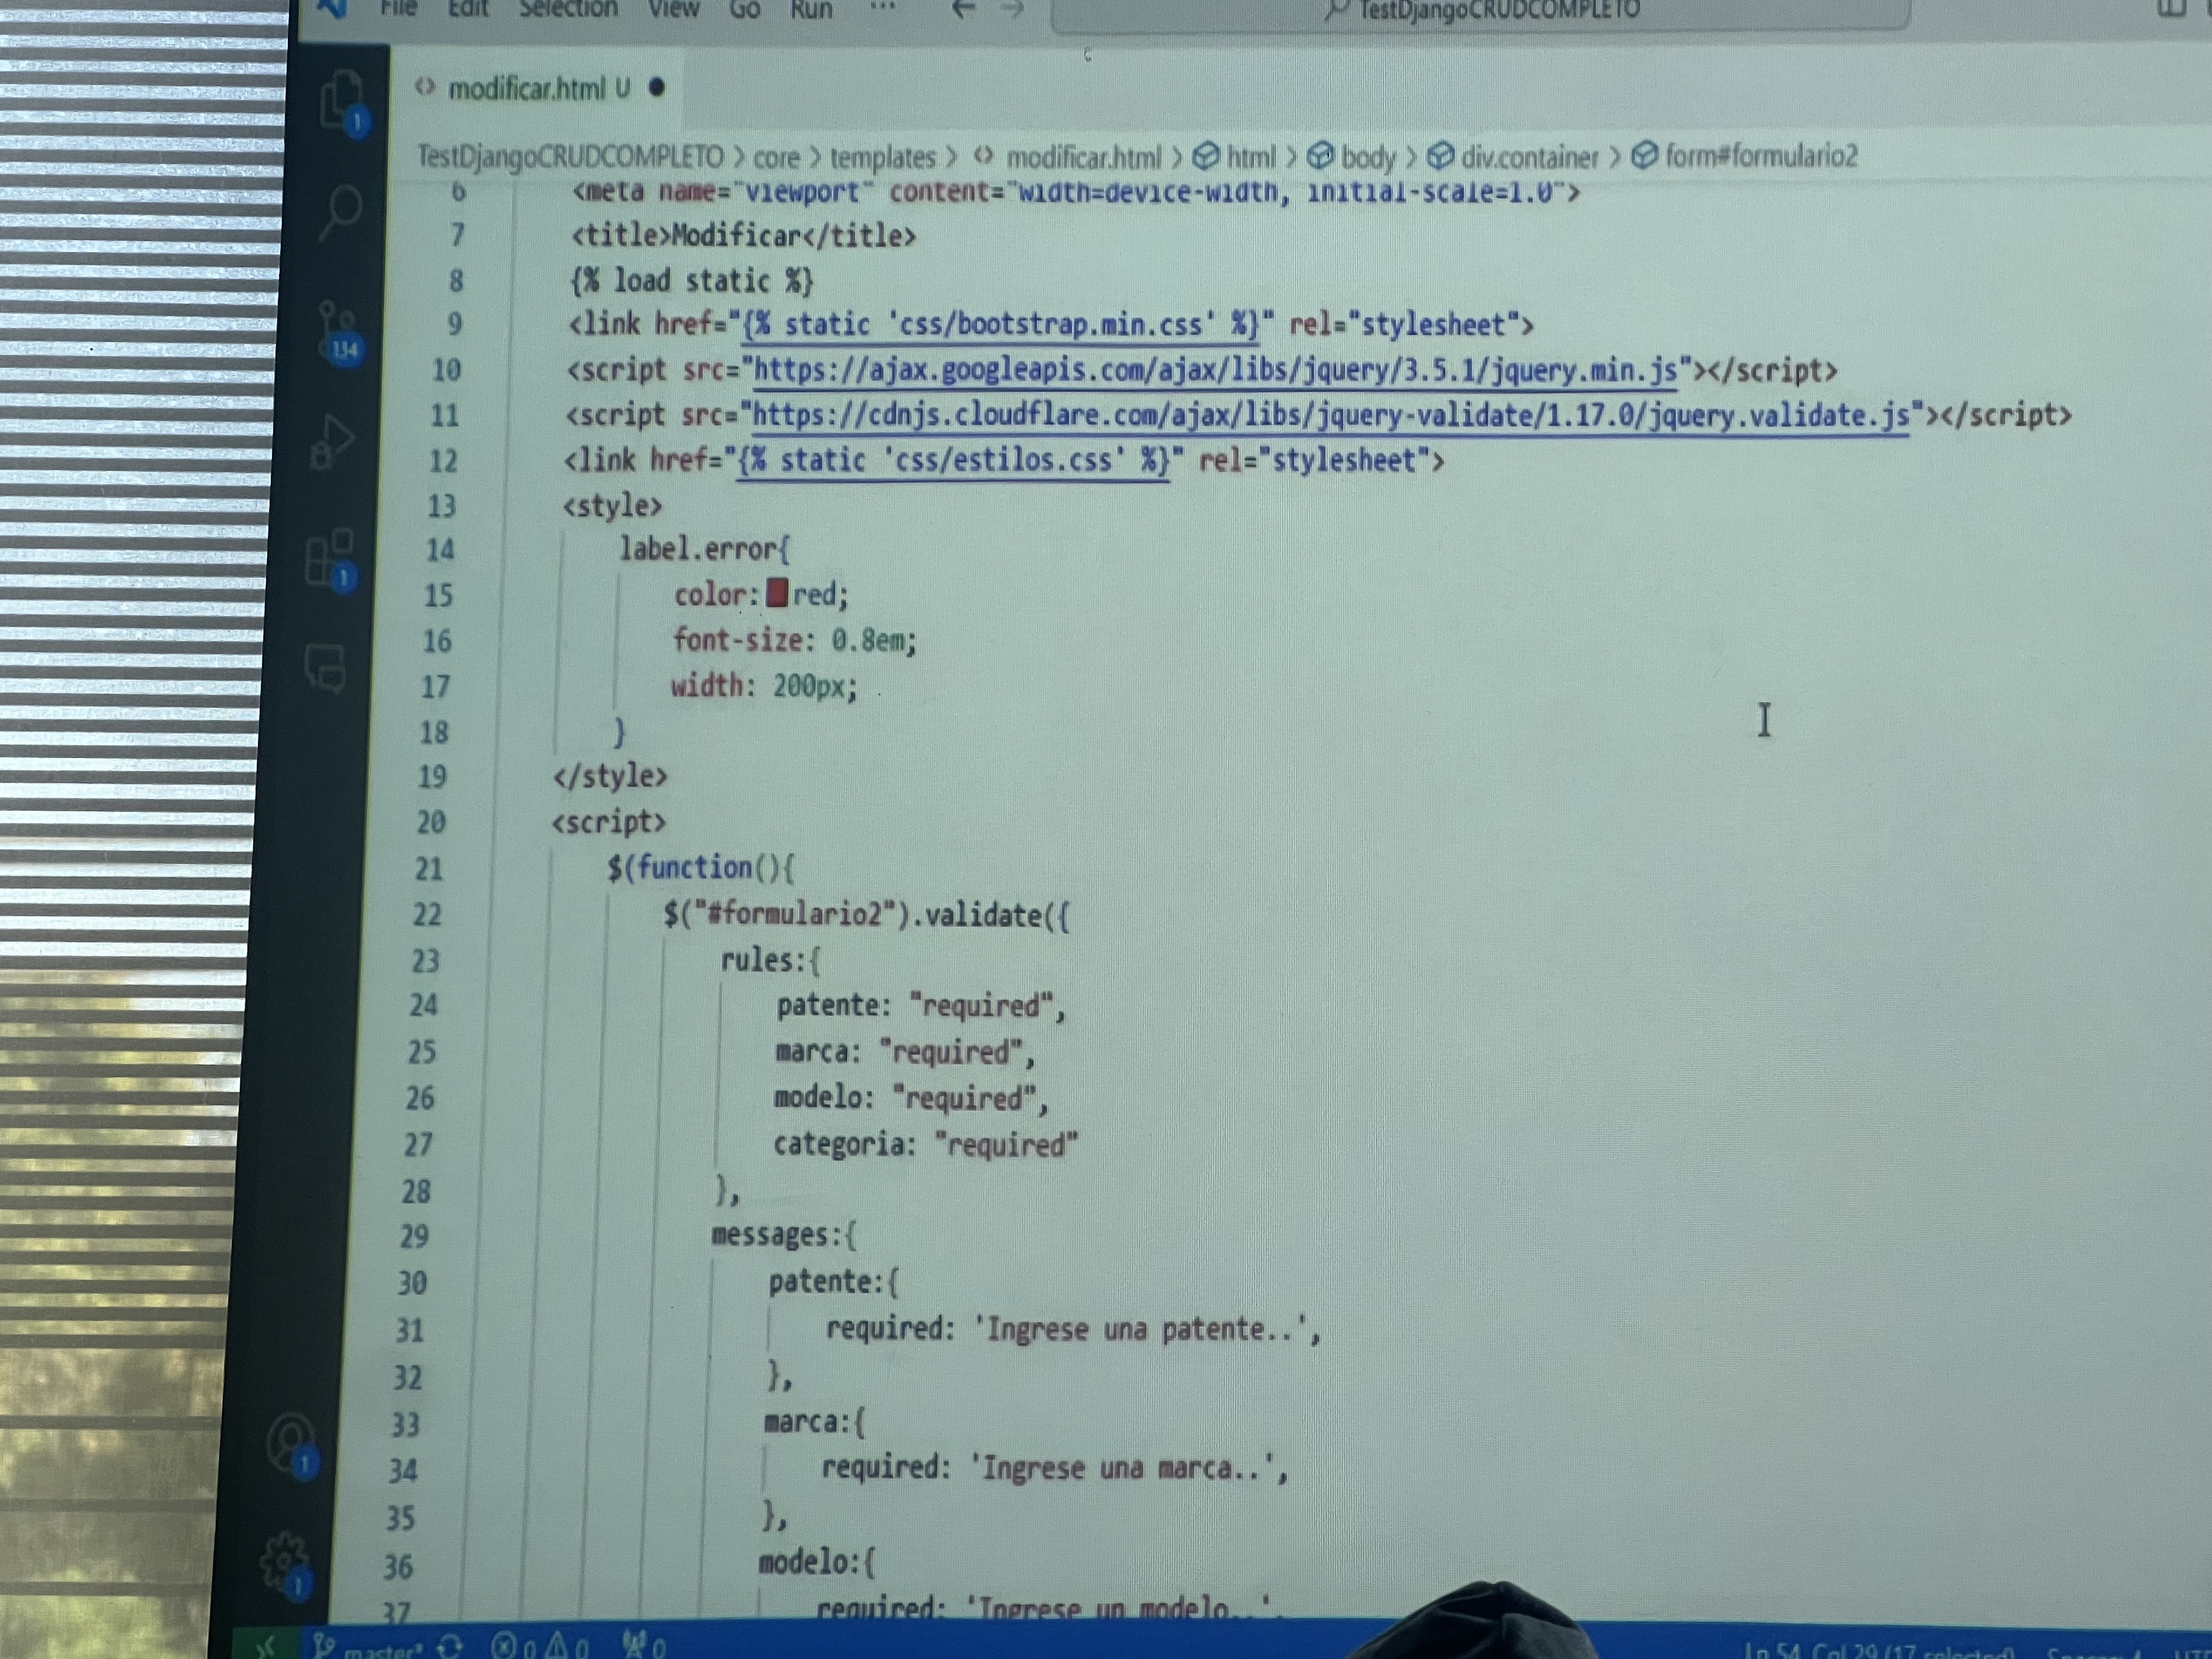 File Edit Selection View Go Run ... TestDjangoCRUDCOMPLETO
modificar.html U
TestDjangoCRUDCOMPLETO > core > templates > modificar.html > html > body > div.container > form#formulario2
6 <meta name="viewport" content="width=device-width, initial-scale=1.0">
7 <title>Modificar</title>
8 {% load static %}
9 <link href="{% static 'css/bootstrap.min.css' %}" rel="stylesheet">
10 <script src="https://ajax.googleapis.com/ajax/libs/jquery/3.5.1/jquery.min.js"></script>
11 <script src="https://cdnjs.cloudflare.com/ajax/libs/jquery-validate/1.17.0/jquery.validate.js"></script>
12 <link href="{% static 'css/estilos.css' %}" rel="stylesheet">
13 <style>
14 label.error{
15 color: red;
16 font-size: 0.8em;
17 width: 200px;
18 }
19 </style>
20 <script>
21 $(function(){
22 $("#formulario2").validate({
23 rules:{
24 patente: "required",
25 marca: "required",
26 modelo: "required",
27 categoria: "required"
28 },
29 messages:{
30 patente:{
31 required: 'Ingrese una patente..',
32 },
33 marca:{
34 required: 'Ingrese una marca..',
35 },
36 modelo:{
37 required: 'Ingrese un modelo..'
1
134
1
1
1
master* 0 0 0 Ln 54, Col 29 (17 selected)